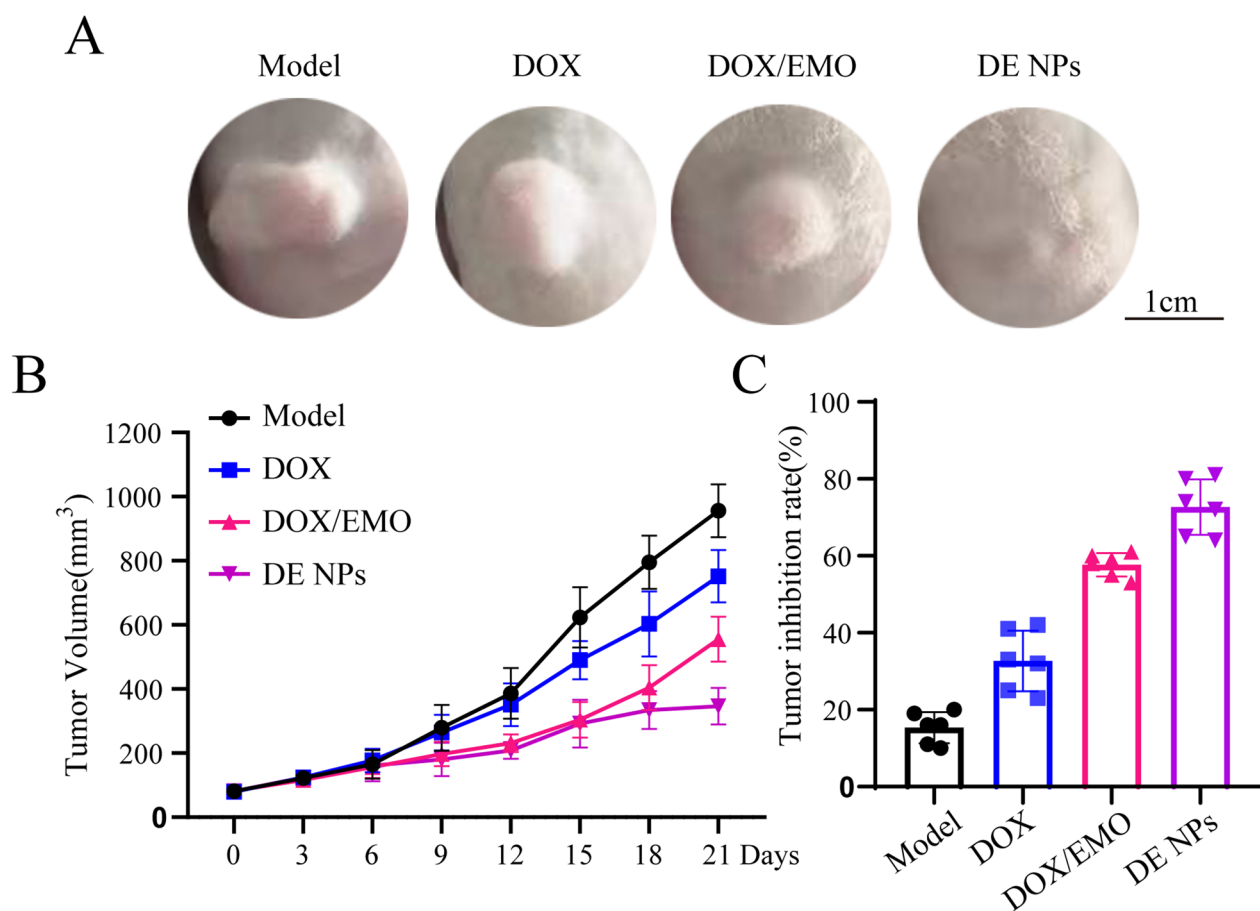 A
Model DOX DOX/EMO DE NPs
1cm
B
Model
DOX
DOX/EMO
DE NPs
Tumor Volume(mm³)
1200
1000
800
600
400
200
0
0 3 6 9 12 15 18 21 Days
C
Tumor inhibition rate(%)
100
80
60
40
20
0
Model DOX DOX/EMO DE NPs